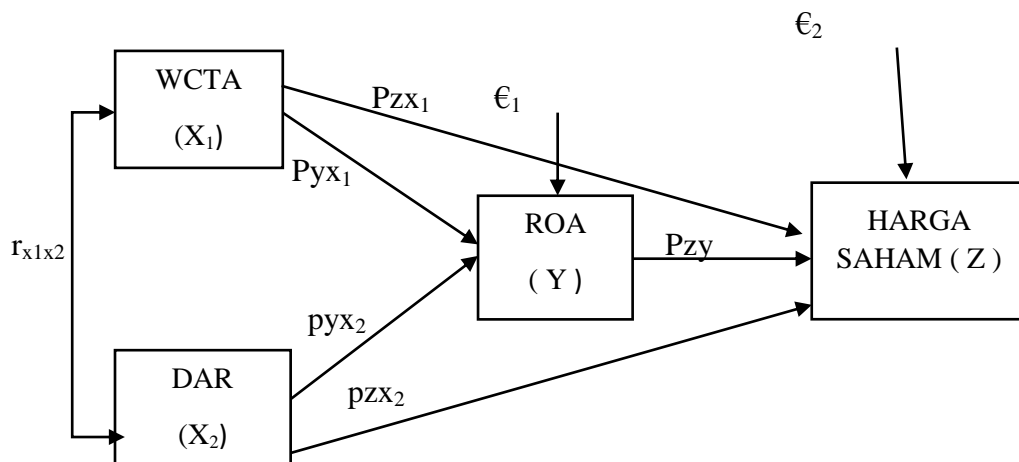 €₂
WCTA
(X₁)
Pzx₁
€₁
Pyx₁
ROA
( Y )
HARGA
SAHAM ( Z )
rₓ₁ₓ₂
Pzy
pyx₂
DAR
(X₂)
pzx₂